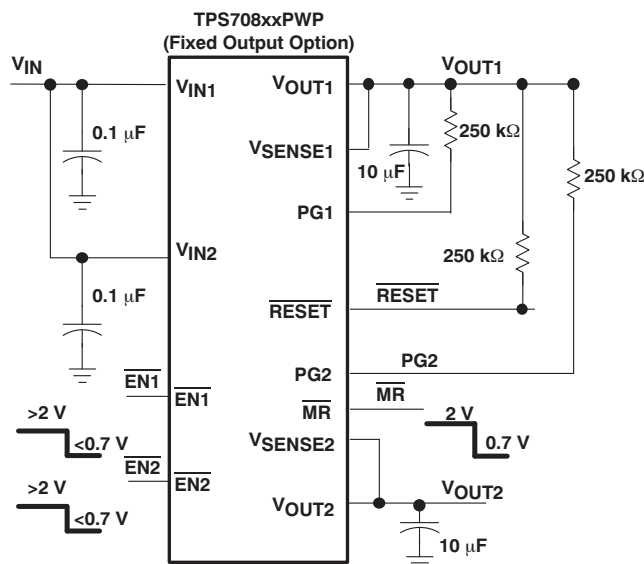 TPS708xxPWP
(Fixed Output Option)
VIN
VIN1
VOUT1
VOUT1
0.1 μF
VSENSE1
10 μF
250 kΩ
250 kΩ
PG1
VIN2
250 kΩ
0.1 μF
RESET
RESET
PG2
PG2
EN1
EN1
>2 V
<0.7 V
MR
MR
2 V
0.7 V
VSENSE2
EN2
EN2
>2 V
<0.7 V
VOUT2
VOUT2
10 μF